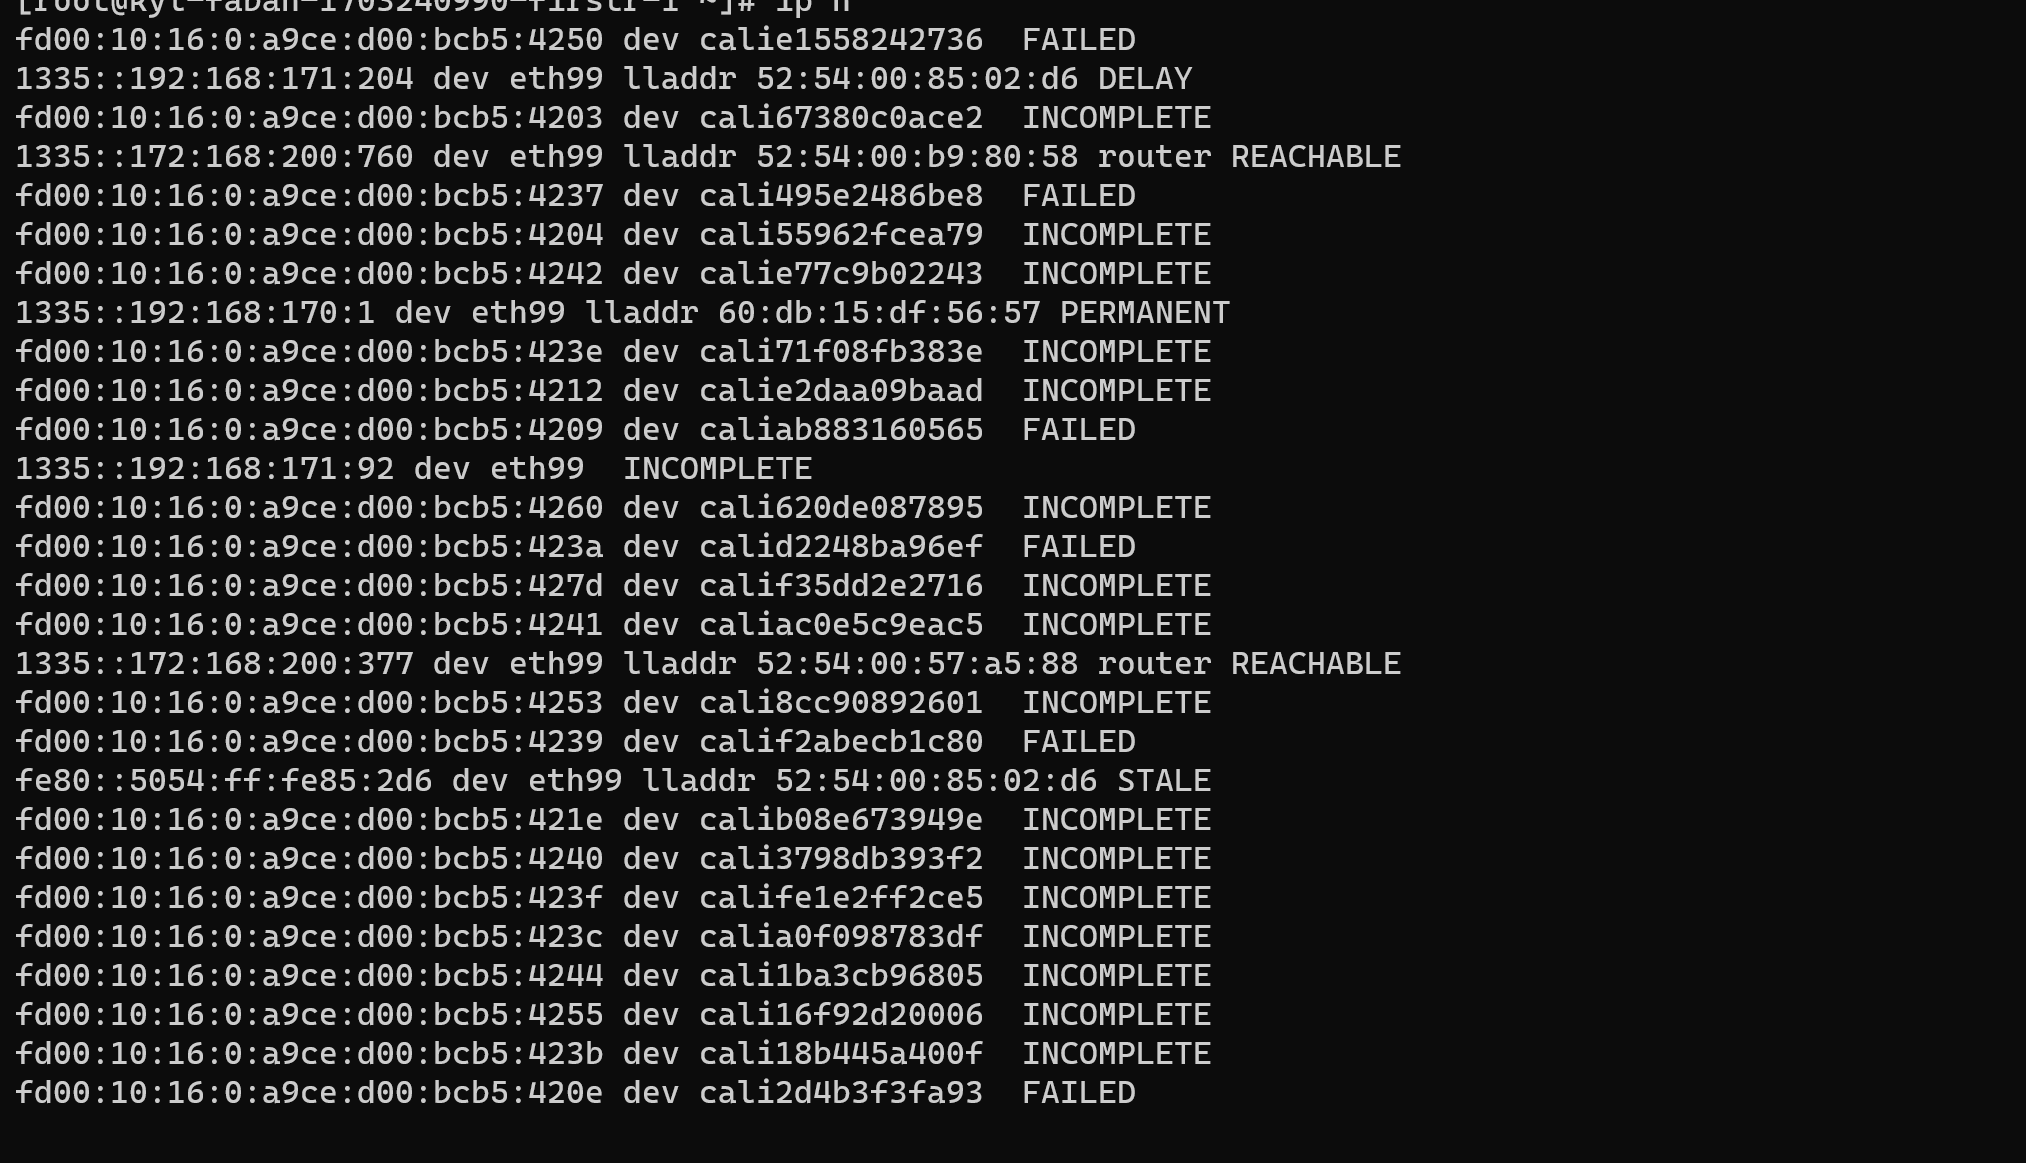 [root@kyl-faban-1703240990-firstr-1 ~]# ip n
fd00:10:16:0:a9ce:d00:bcb5:4250 dev calie1558242736  FAILED
1335::192:168:171:204 dev eth99 lladdr 52:54:00:85:02:d6 DELAY
fd00:10:16:0:a9ce:d00:bcb5:4203 dev cali67380c0ace2  INCOMPLETE
1335::172:168:200:760 dev eth99 lladdr 52:54:00:b9:80:58 router REACHABLE
fd00:10:16:0:a9ce:d00:bcb5:4237 dev cali495e2486be8  FAILED
fd00:10:16:0:a9ce:d00:bcb5:4204 dev cali55962fcea79  INCOMPLETE
fd00:10:16:0:a9ce:d00:bcb5:4242 dev calie77c9b02243  INCOMPLETE
1335::192:168:170:1 dev eth99 lladdr 60:db:15:df:56:57 PERMANENT
fd00:10:16:0:a9ce:d00:bcb5:423e dev cali71f08fb383e  INCOMPLETE
fd00:10:16:0:a9ce:d00:bcb5:4212 dev calie2daa09baad  INCOMPLETE
fd00:10:16:0:a9ce:d00:bcb5:4209 dev caliab883160565  FAILED
1335::192:168:171:92 dev eth99  INCOMPLETE
fd00:10:16:0:a9ce:d00:bcb5:4260 dev cali620de087895  INCOMPLETE
fd00:10:16:0:a9ce:d00:bcb5:423a dev calid2248ba96ef  FAILED
fd00:10:16:0:a9ce:d00:bcb5:427d dev calif35dd2e2716  INCOMPLETE
fd00:10:16:0:a9ce:d00:bcb5:4241 dev caliac0e5c9eac5  INCOMPLETE
1335::172:168:200:377 dev eth99 lladdr 52:54:00:57:a5:88 router REACHABLE
fd00:10:16:0:a9ce:d00:bcb5:4253 dev cali8cc90892601  INCOMPLETE
fd00:10:16:0:a9ce:d00:bcb5:4239 dev calif2abecb1c80  FAILED
fe80::5054:ff:fe85:2d6 dev eth99 lladdr 52:54:00:85:02:d6 STALE
fd00:10:16:0:a9ce:d00:bcb5:421e dev calib08e673949e  INCOMPLETE
fd00:10:16:0:a9ce:d00:bcb5:4240 dev cali3798db393f2  INCOMPLETE
fd00:10:16:0:a9ce:d00:bcb5:423f dev calife1e2ff2ce5  INCOMPLETE
fd00:10:16:0:a9ce:d00:bcb5:423c dev calia0f098783df  INCOMPLETE
fd00:10:16:0:a9ce:d00:bcb5:4244 dev cali1ba3cb96805  INCOMPLETE
fd00:10:16:0:a9ce:d00:bcb5:4255 dev cali16f92d20006  INCOMPLETE
fd00:10:16:0:a9ce:d00:bcb5:423b dev cali18b445a400f  INCOMPLETE
fd00:10:16:0:a9ce:d00:bcb5:420e dev cali2d4b3f3fa93  FAILED